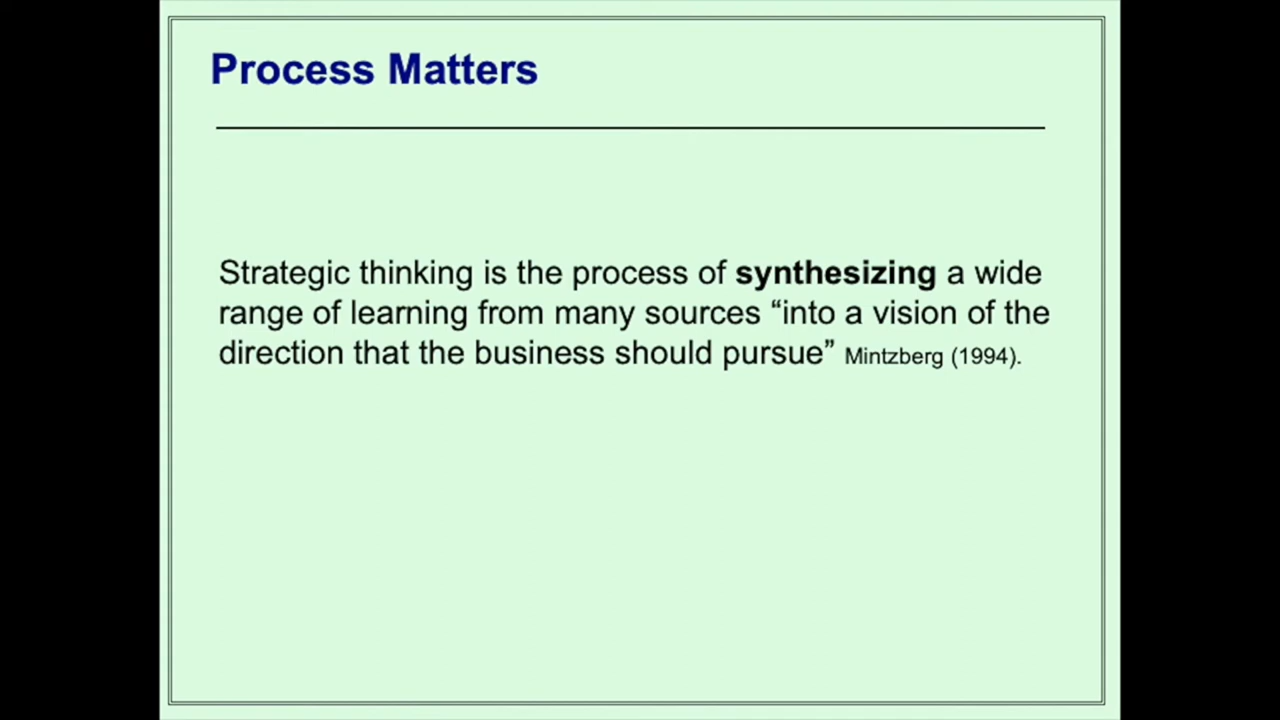 Process Matters
Strategic thinking is the process of synthesizing a wide
range of learning from many sources “into a vision of the
direction that the business should pursue” Mintzberg (1994).